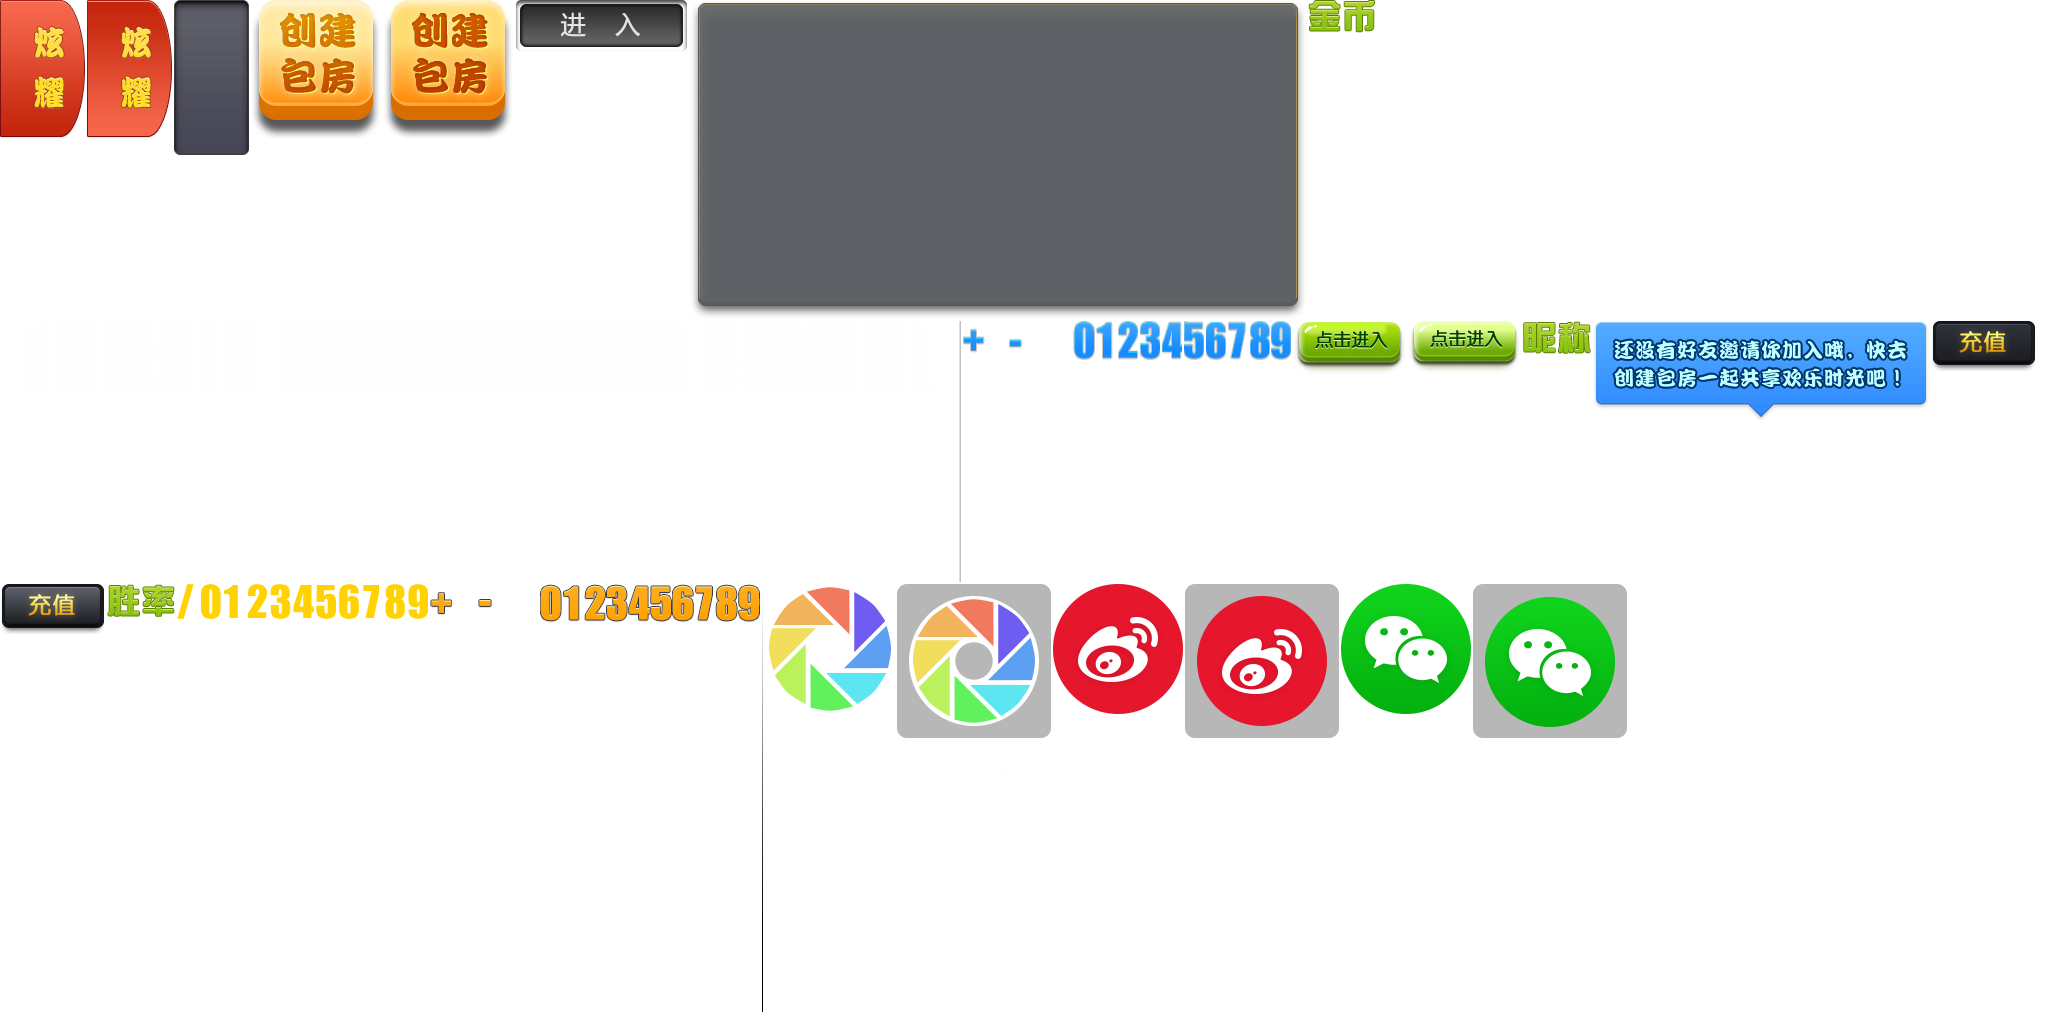 炫耀
炫耀
创建
包房
创建
包房
进 入
金币
+ - 0123456789
点击进入
点击进入
昵称
还没有好友邀请你加入哦，快去
创建包房一起共享欢乐时光吧！
充值
充值
胜率
/0123456789
+ - 0123456789